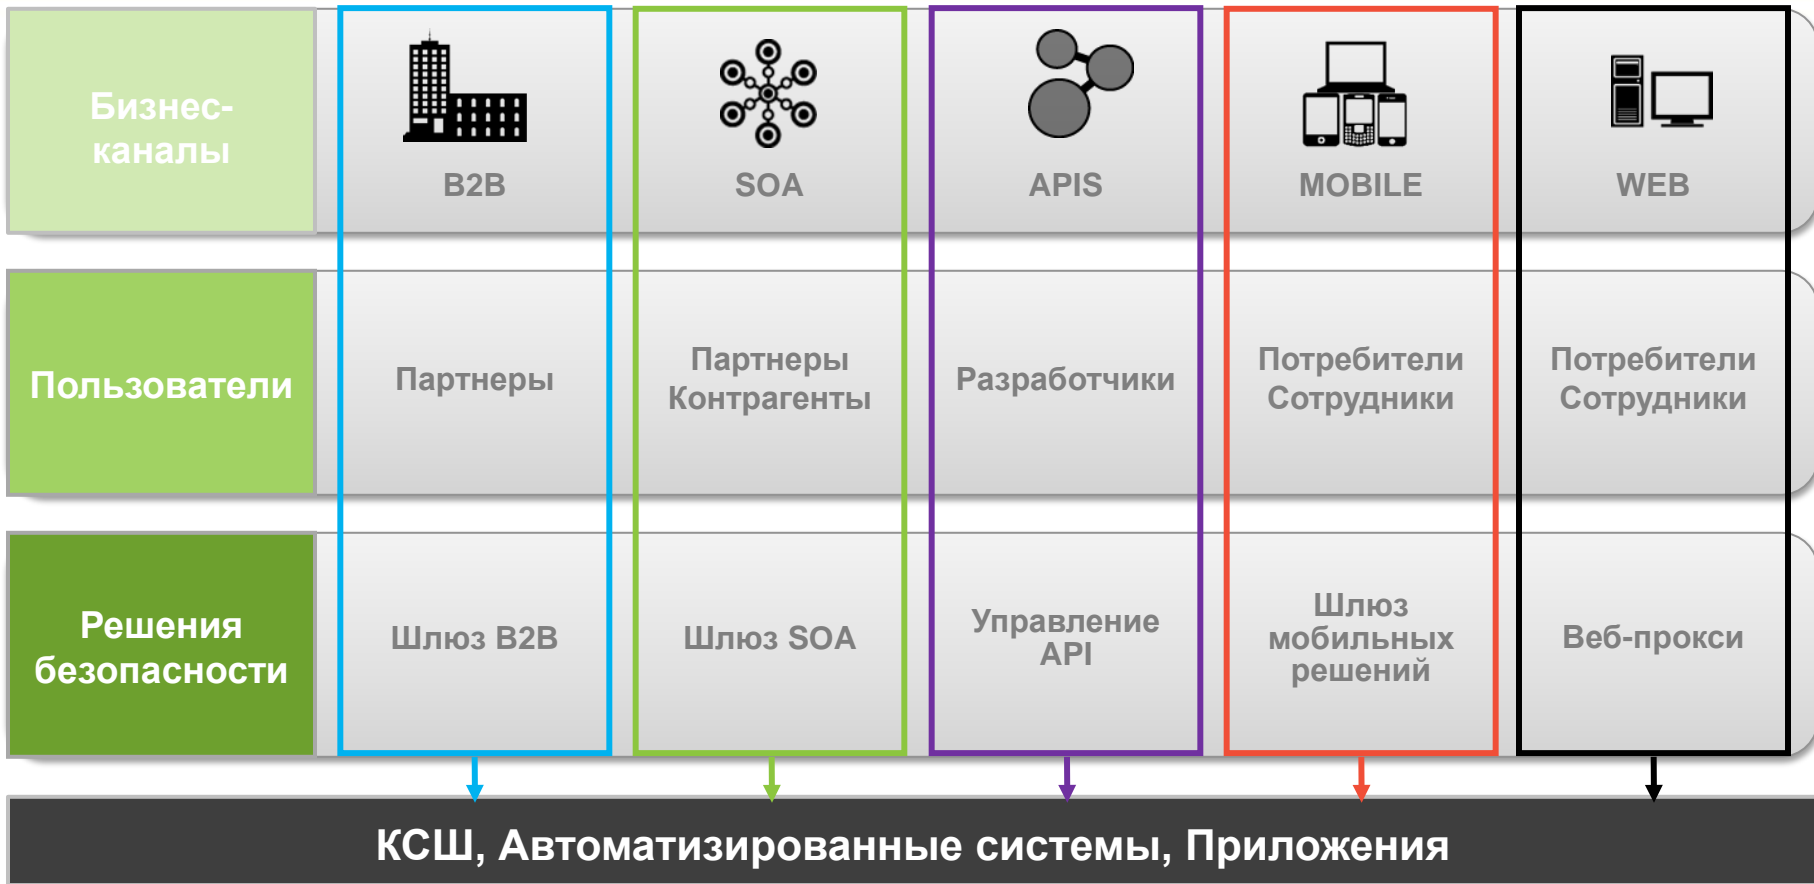 Бизнес-
каналы
B2B
SOA
APIS
MOBILE
WEB
Пользователи
Партнеры
Партнеры
Контрагенты
Разработчики
Потребители
Сотрудники
Потребители
Сотрудники
Решения
безопасности
Шлюз B2B
Шлюз SOA
Управление
API
Шлюз
мобильных
решений
Веб-прокси
КСШ, Автоматизированные системы, Приложения